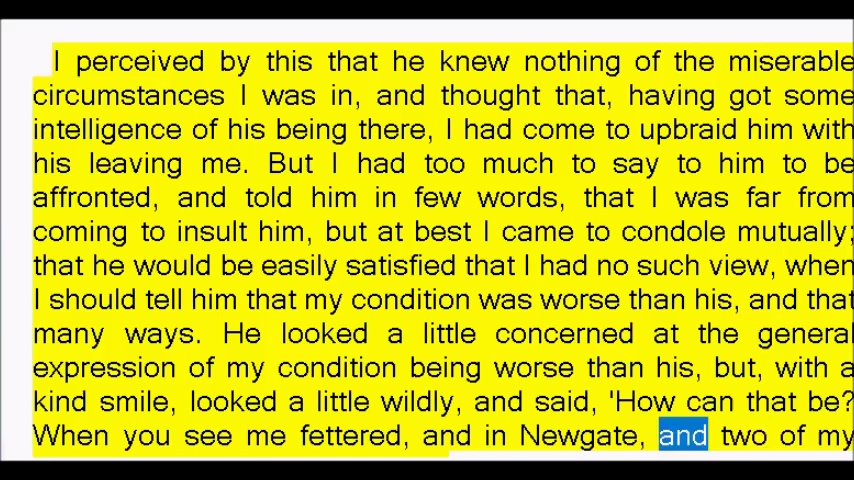 I perceived by this that he knew nothing of the miserable
circumstances I was in, and thought that, having got some
intelligence of his being there, I had come to upbraid him with
his leaving me. But I had too much to say to him to be
affronted, and told him in few words, that I was far from
coming to insult him, but at best I came to condole mutually;
that he would be easily satisfied that I had no such view, when
I should tell him that my condition was worse than his, and that
many ways. He looked a little concerned at the general
expression of my condition being worse than his, but, with a
kind smile, looked a little wildly, and said, 'How can that be?
When you see me fettered, and in Newgate, and two of my